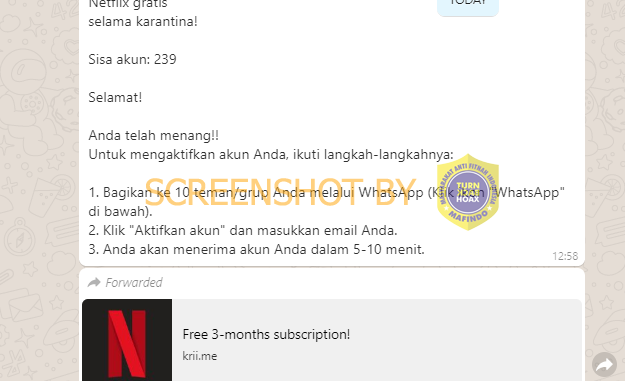 Netflix gratis
TODAY
selama karantina!
Sisa akun: 239
Selamat!
Anda telah menang!!
Untuk mengaktifkan akun Anda, ikuti langkah-langkahnya:
1. Bagikan ke 10 teman/grup Anda melalui WhatsApp (Klik ikon "WhatsApp"
di bawah).
2. Klik "Aktifkan akun" dan masukkan email Anda.
3. Anda akan menerima akun Anda dalam 5-10 menit.
12:58
SCREENSHOT BY
MASYARAKAT ANTI FITNAH INDONESIA
TURN
BACK
HOAX
MAFINDO
Forwarded
N
Free 3-months subscription!
krii.me